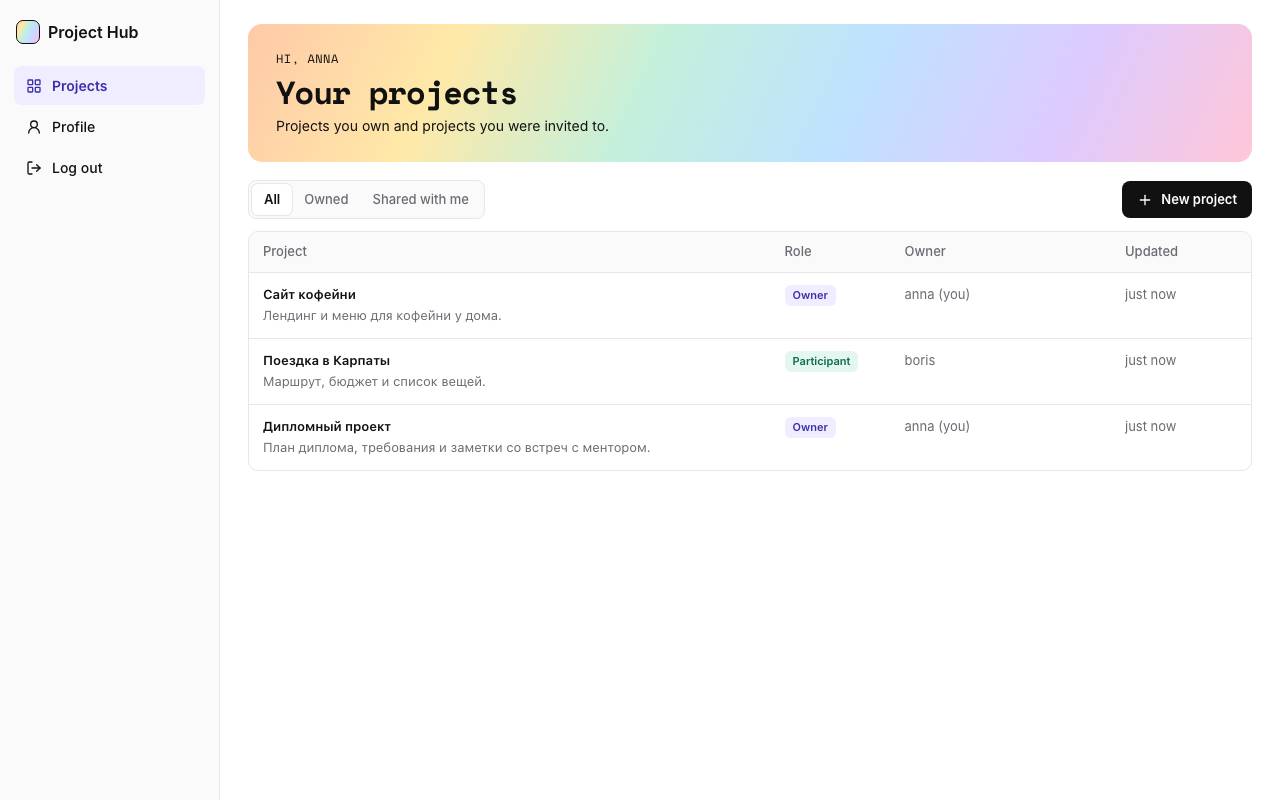 Project Hub
Projects
Profile
Log out
HI, ANNA
Your projects
Projects you own and projects you were invited to.
All Owned Shared with me
New project
Project Role Owner Updated
Сайт кофейни Owner anna (you) just now
Лендинг и меню для кофейни у дома.
Поездка в Карпаты Participant boris just now
Маршрут, бюджет и список вещей.
Дипломный проект Owner anna (you) just now
План диплома, требования и заметки со встреч с ментором.